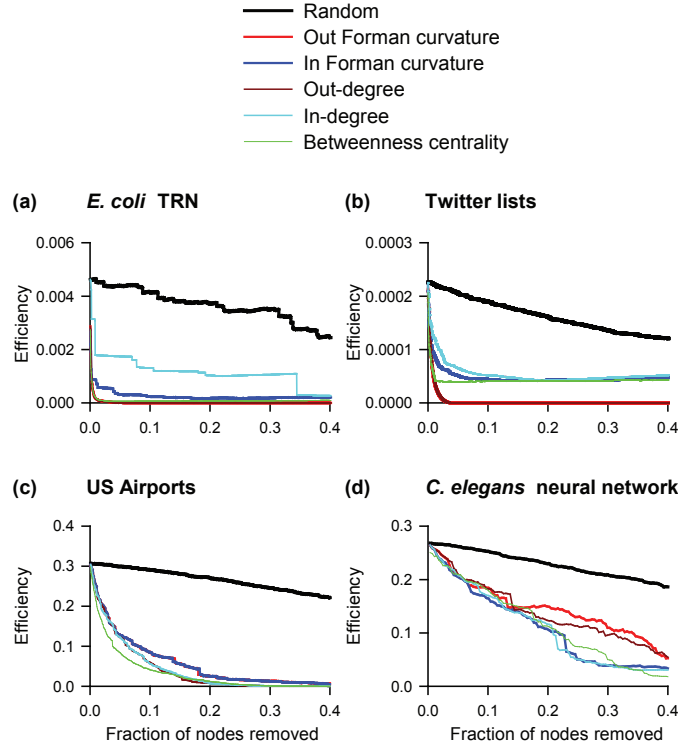 Random
Out Forman curvature
In Forman curvature
Out-degree
In-degree
Betweenness centrality
(a) E. coli TRN
(b) Twitter lists
0.006
0.004
0.002
0.000
Efficiency
0.0 0.1 0.2 0.3 0.4
0.0003
0.0002
0.0001
0.0000
Efficiency
0.0 0.1 0.2 0.3 0.4
(c) US Airports
(d) C. elegans neural network
0.4
0.3
0.2
0.1
0.0
Efficiency
0.0 0.1 0.2 0.3 0.4
Fraction of nodes removed
0.3
0.2
0.1
0.0
Efficiency
0.0 0.1 0.2 0.3 0.4
Fraction of nodes removed